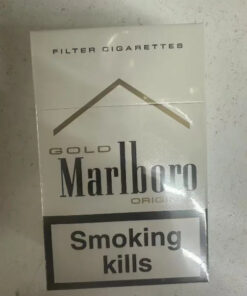 FILTER CIGARETTES
GOLD
Marlboro
ORIGINAL
Smoking
kills